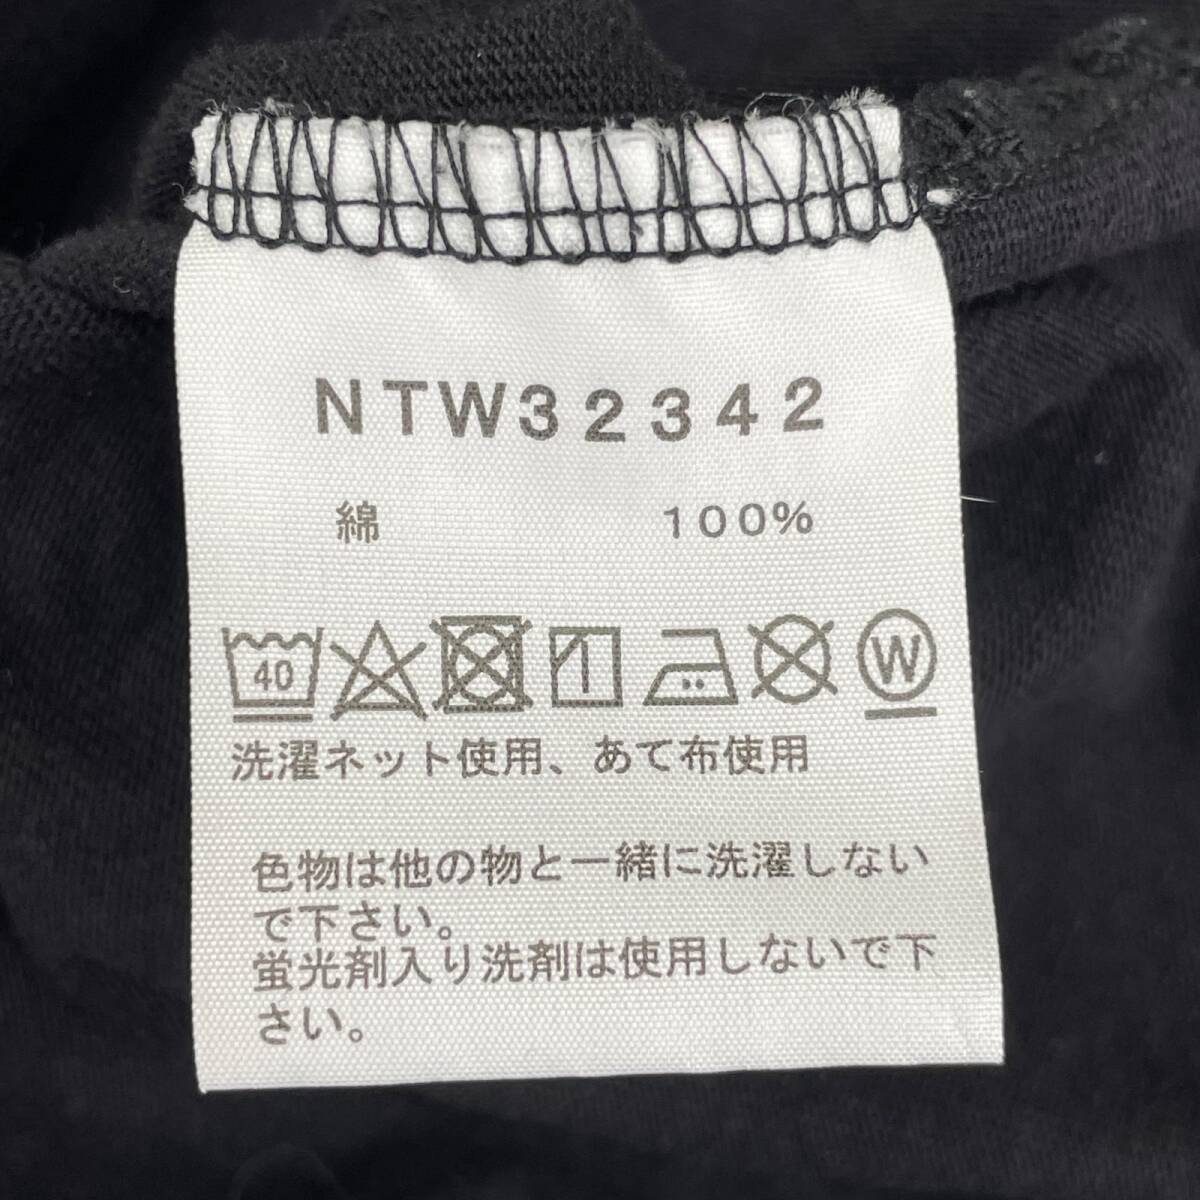 NTW32342
綿 100%
40 W
洗濯ネット使用、あて布使用
色物は他の物と一緒に洗濯しない
で下さい。
蛍光剤入り洗剤は使用しないで下
さい。